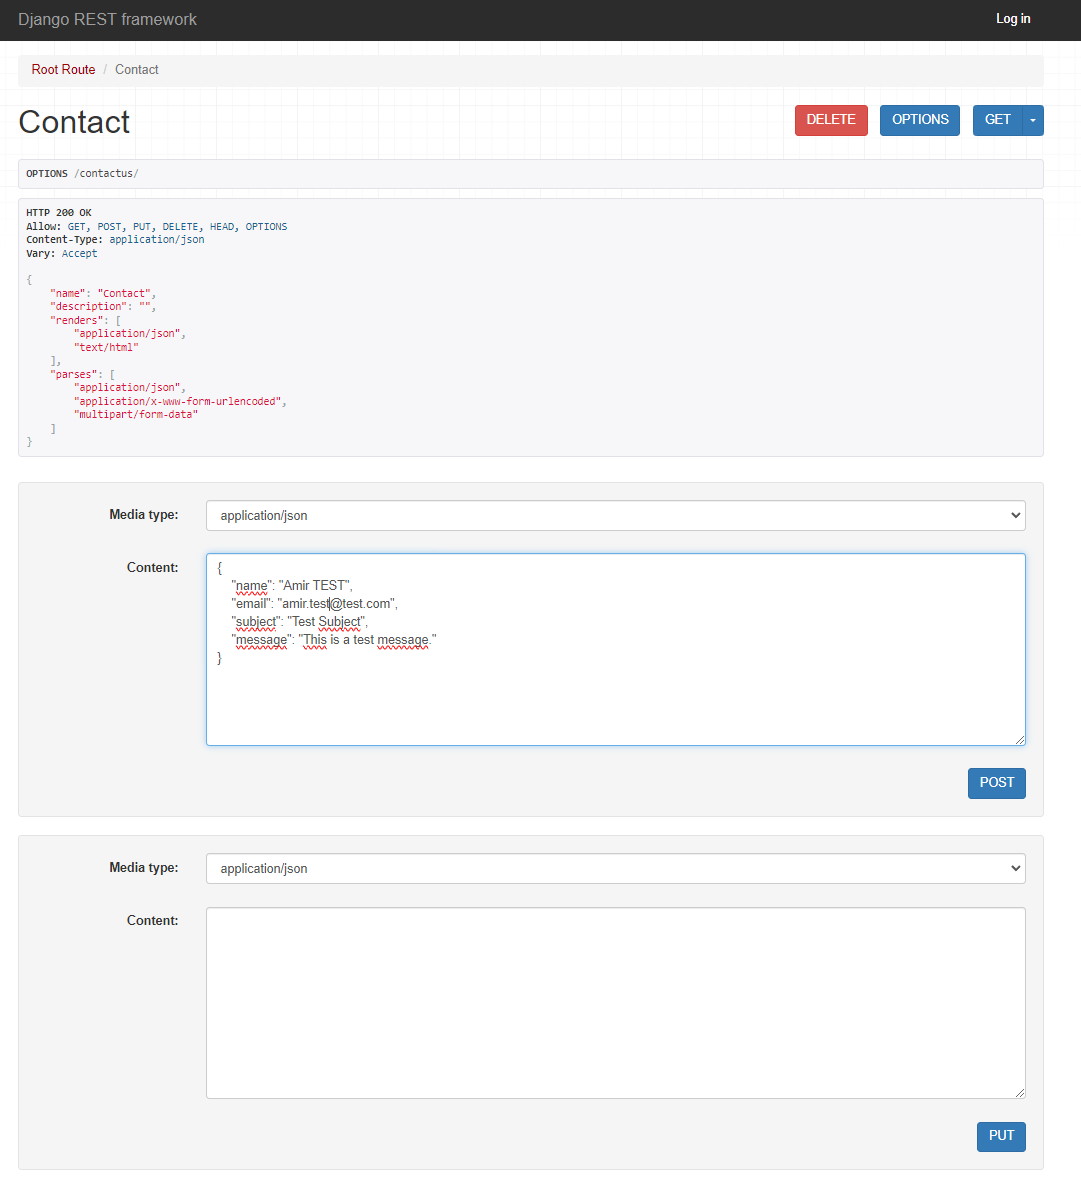 Django REST framework
Log in
Root Route / Contact
Contact
DELETE
OPTIONS
GET
OPTIONS /contactus/
HTTP 200 OK
Allow: GET, POST, PUT, DELETE, HEAD, OPTIONS
Content-Type: application/json
Vary: Accept
{
    "name": "Contact",
    "description": "",
    "renders": [
        "application/json",
        "text/html"
    ],
    "parses": [
        "application/json",
        "application/x-www-form-urlencoded",
        "multipart/form-data"
    ]
}
Media type:
application/json
Content:
{
    "name": "Amir TEST",
    "email": "amir.test@test.com",
    "subject": "Test Subject",
    "message": "This is a test message."
}
POST
Media type:
application/json
Content:
PUT